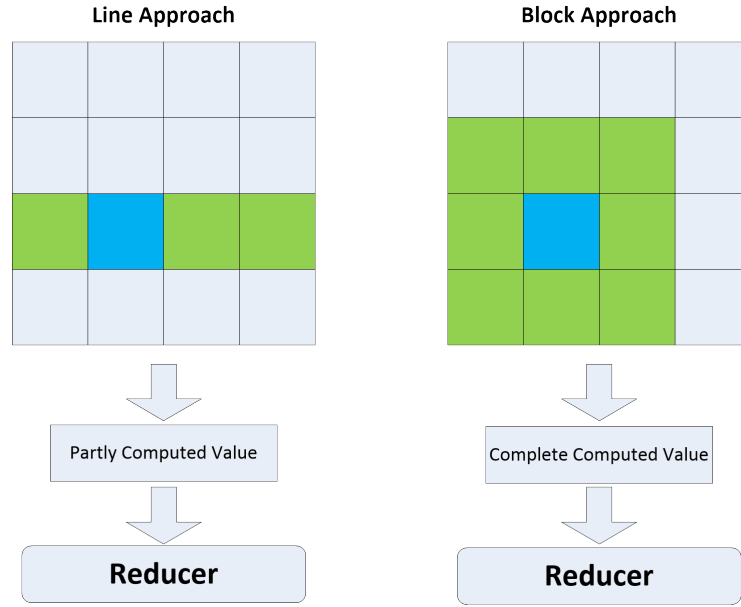 Line Approach
Block Approach
Partly Computed Value
Complete Computed Value
Reducer
Reducer